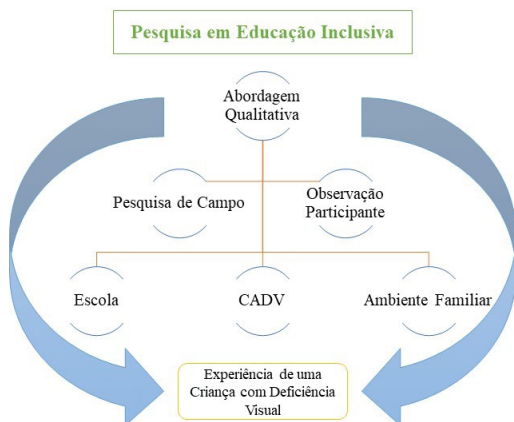 Pesquisa em Educação Inclusiva
Abordagem
Qualitativa
Pesquisa de Campo
Observação
Participante
Escola
CADV
Ambiente Familiar
Experiência de uma
Criança com Deficiência
Visual